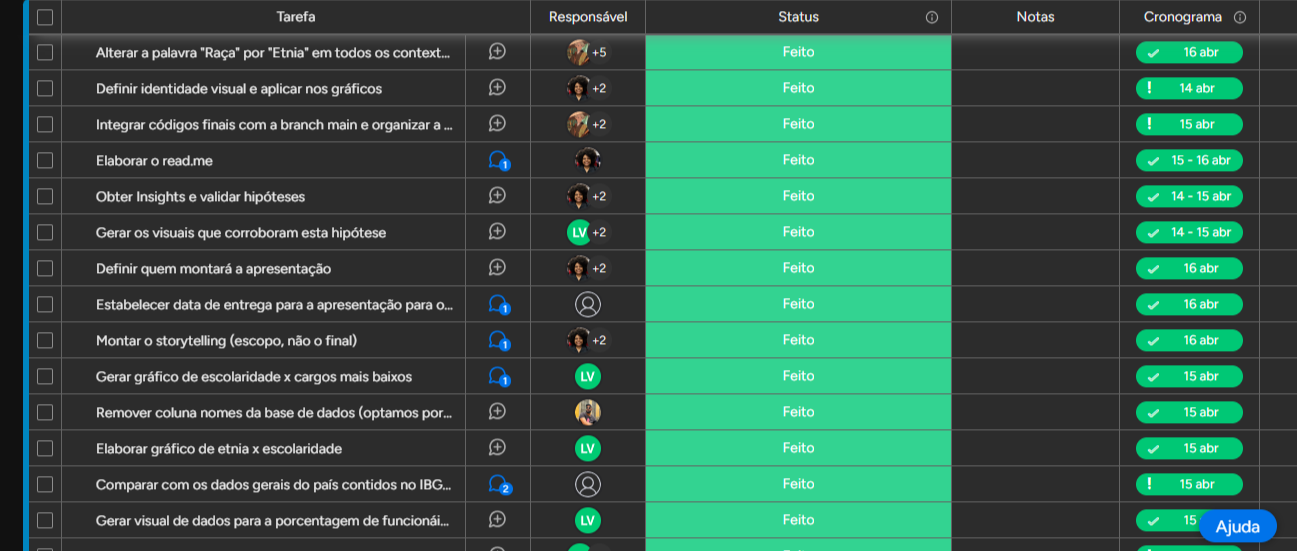 Tarefa Responsável Status Notas Cronograma
Alterar a palavra "Raça" por "Etnia" em todos os context... +5 Feito 16 abr
Definir identidade visual e aplicar nos gráficos +2 Feito 14 abr
Integrar códigos finais com a branch main e organizar a ... +2 Feito 15 abr
Elaborar o read.me 1 Feito 15 - 16 abr
Obter Insights e validar hipóteses +2 Feito 14 - 15 abr
Gerar os visuais que corroboram esta hipótese LV +2 Feito 14 - 15 abr
Definir quem montará a apresentação +2 Feito 16 abr
Estabelecer data de entrega para a apresentação para o... 1 Feito 16 abr
Montar o storytelling (escopo, não o final) 1 +2 Feito 16 abr
Gerar gráfico de escolaridade x cargos mais baixos 1 LV Feito 15 abr
Remover coluna nomes da base de dados (optamos por... Feito 15 abr
Elaborar gráfico de etnia x escolaridade LV Feito 15 abr
Comparar com os dados gerais do país contidos no IBG... 2 Feito 15 abr
Gerar visual de dados para a porcentagem de funcionái... LV Feito 15
Ajuda